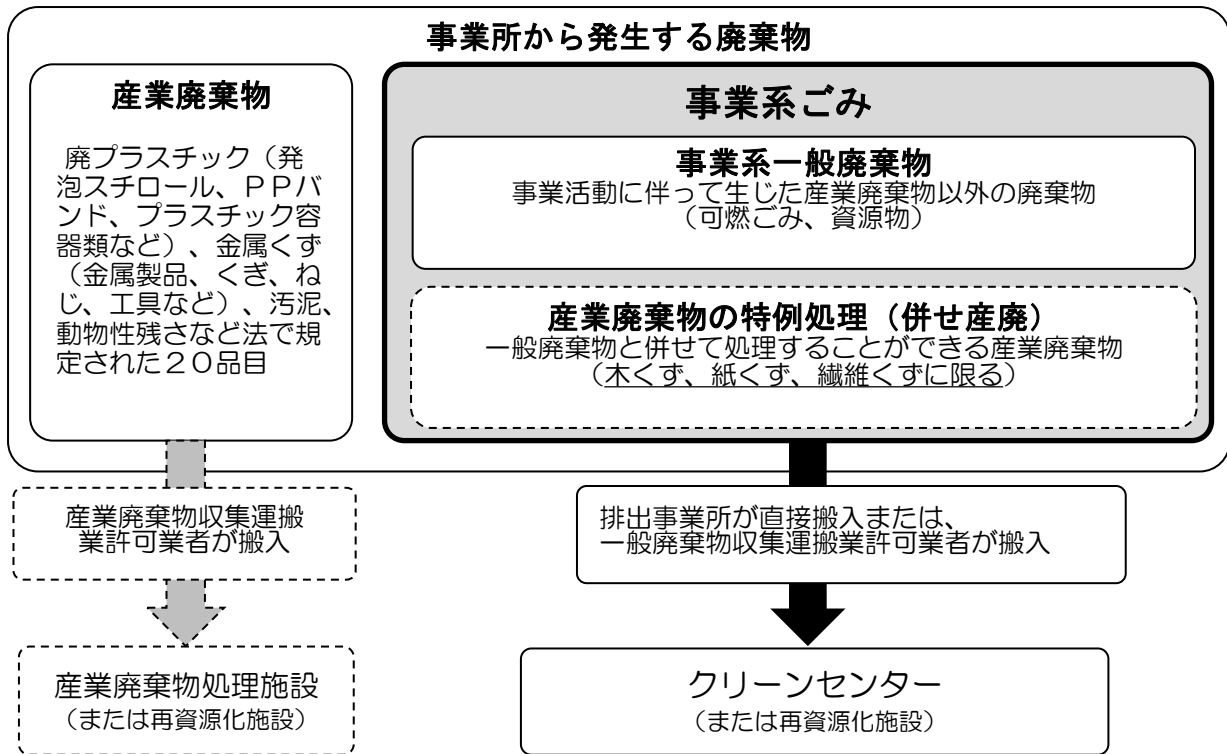 事業所から発生する廃棄物
産業廃棄物
廃プラスチック（発
泡スチロール、ＰＰバ
ンド、プラスチック容
器類など）、金属くず
（金属製品、くぎ、ね
じ、工具など）、汚泥、
動物性残さなど法で規
定された２０品目
事業系ごみ
事業系一般廃棄物
事業活動に伴って生じた産業廃棄物以外の廃棄物
（可燃ごみ、資源物）
産業廃棄物の特例処理（併せ産廃）
一般廃棄物と併せて処理することができる産業廃棄物
（木くず、紙くず、繊維くずに限る）
産業廃棄物収集運搬
業許可業者が搬入
排出事業所が直接搬入または、
一般廃棄物収集運搬業許可業者が搬入
産業廃棄物処理施設
（または再資源化施設）
クリーンセンター
（または再資源化施設）